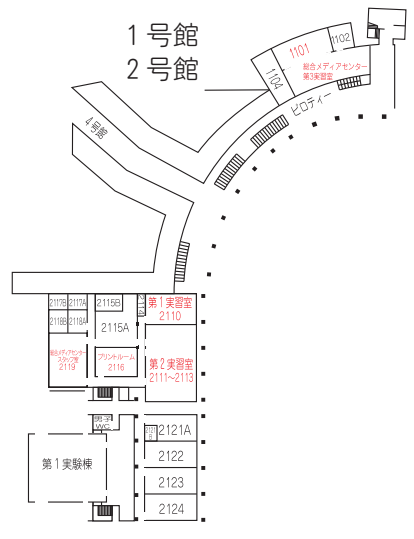 1 号館
2 号館
1101
1102
総合メディアセンター
第3実習室
1104
ピロティー
4号館
2117B
2117A
2115B
2114
第1実習室
2110
2118B
2118A
2115A
総合メディアセンター
スタッフ室
2119
プリントルーム
2116
第2実習室
2111〜2113
男子
WC
2121A
2122
第1実験棟
2123
2124